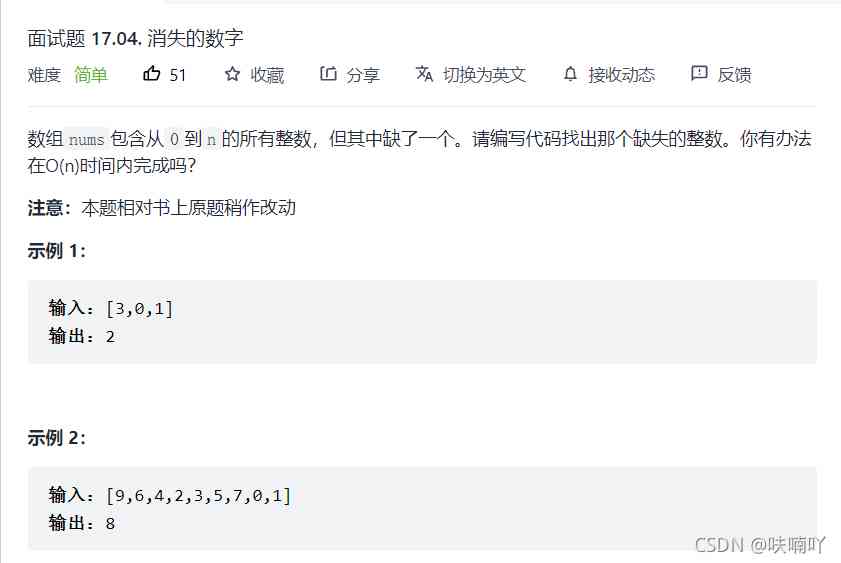 面试题 17.04. 消失的数字
难度 简单 51 收藏 分享 切换为英文 接收动态 反馈
数组 nums 包含从 0 到 n 的所有整数，但其中缺了一个。请编写代码找出那个缺失的整数。你有办法
在O(n)时间内完成吗？
注意：本题相对书上原题稍作改动
示例 1：
输入：[3,0,1]
输出：2
示例 2：
输入：[9,6,4,2,3,5,7,0,1]
输出：8
CSDN @呋喃吖